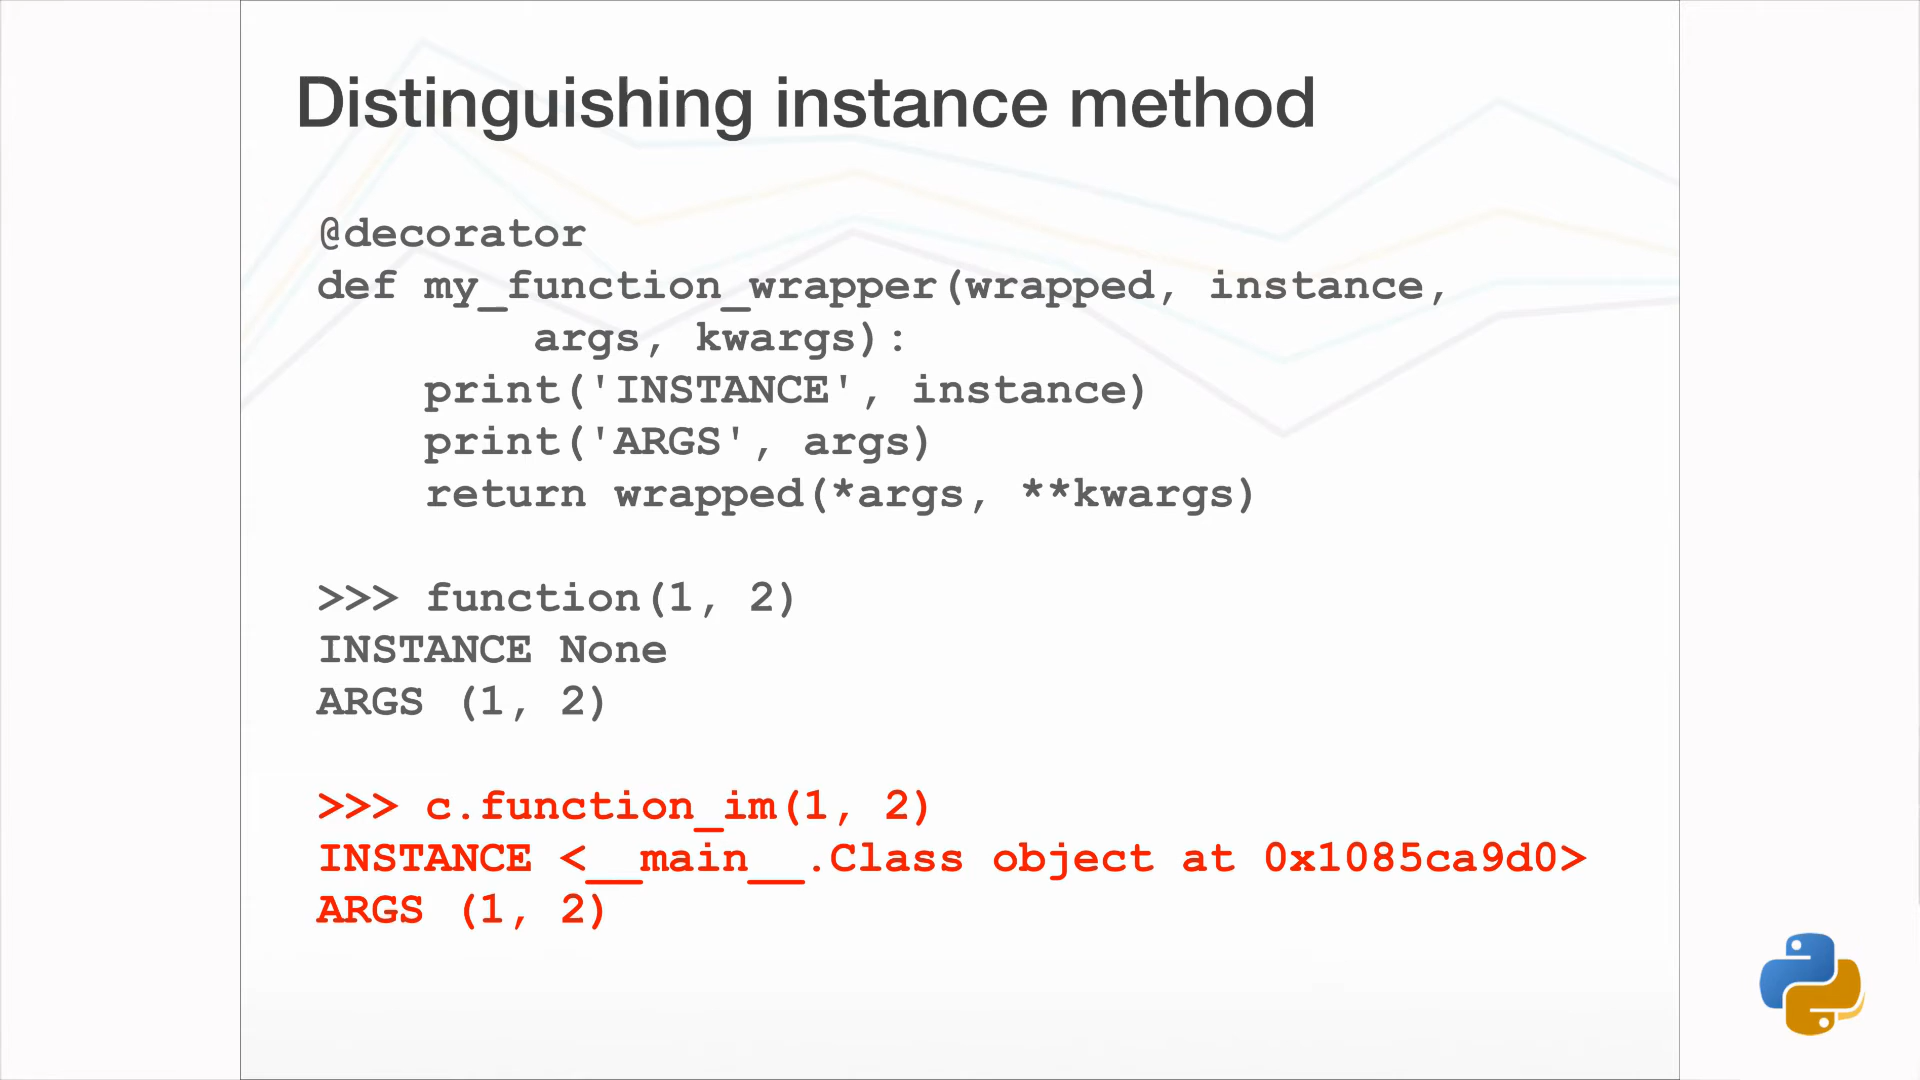 Distinguishing instance method
@decorator
def my_function_wrapper(wrapped, instance,
        args, kwargs):
    print('INSTANCE', instance)
    print('ARGS', args)
    return wrapped(*args, **kwargs)
>>> function(1, 2)
INSTANCE None
ARGS (1, 2)
>>> c.function_im(1, 2)
INSTANCE <__main__.Class object at 0x1085ca9d0>
ARGS (1, 2)